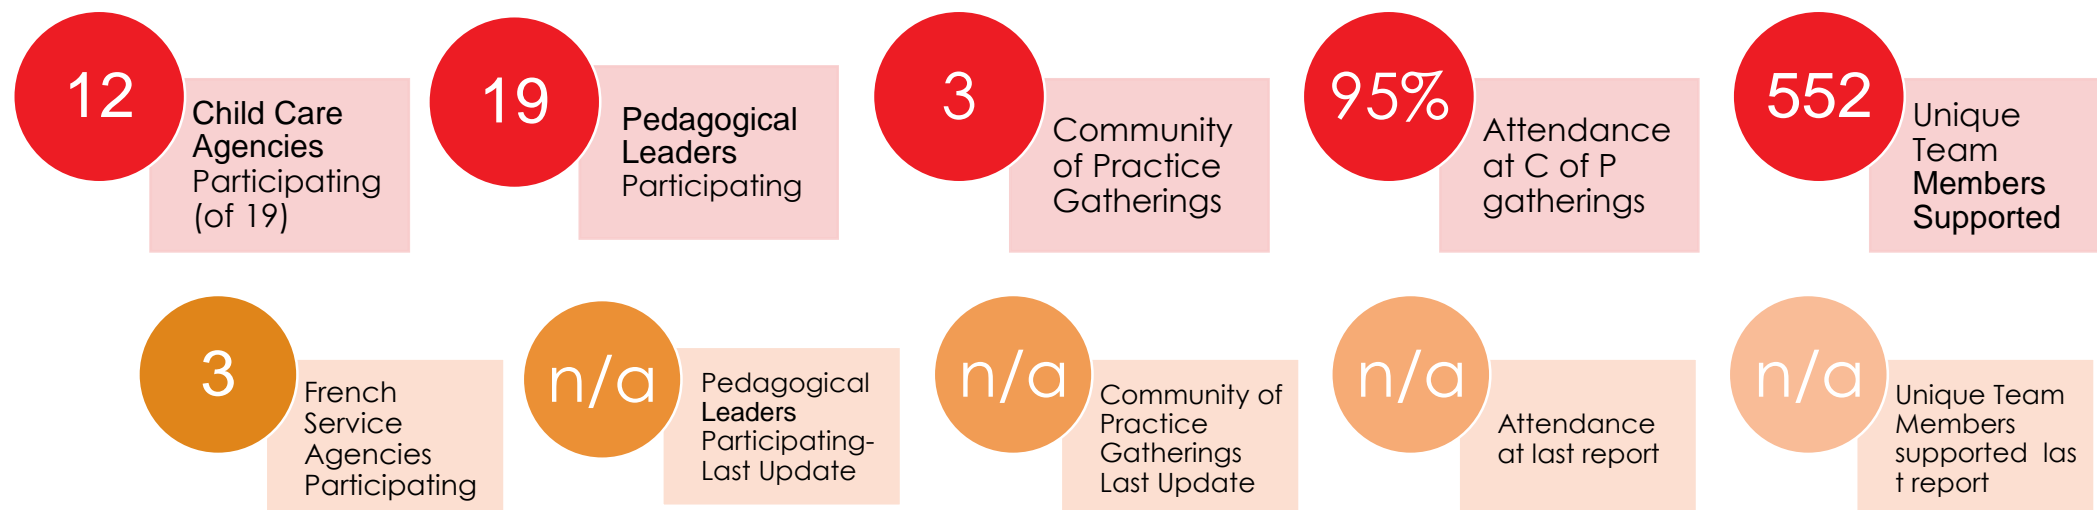 12
Child Care
Agencies
Participating
(of 19)
19
Pedagogical
Leaders
Participating
3
Community
of Practice
Gatherings
95%
Attendance
at C of P
gatherings
552
Unique
Team
Members
Supported
3
French
Service
Agencies
Participating
n/a
Pedagogical
Leaders
Participating-
Last Update
n/a
Community of
Practice
Gatherings
Last Update
n/a
Attendance
at last report
n/a
Unique Team
Members
supported las
t report